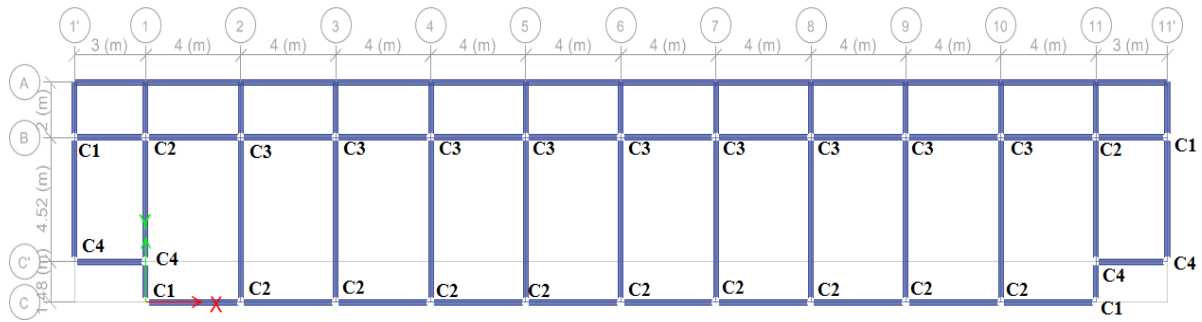 1' 1 2 3 4 5 6 7 8 9 10 11 11'
3 (m) 4 (m) 4 (m) 4 (m) 4 (m) 4 (m) 4 (m) 4 (m) 4 (m) 4 (m) 4 (m) 3 (m)
A
2 (m)
B
C1 C2 C3 C3 C3 C3 C3 C3 C3 C3 C3 C2 C1
4.52 (m)
Y
C4 C4 C4 C4
C'
1.48 (m)
C1 C2 C2 C2 C2 C2 C2 C2 C2 C2 C1
C
X